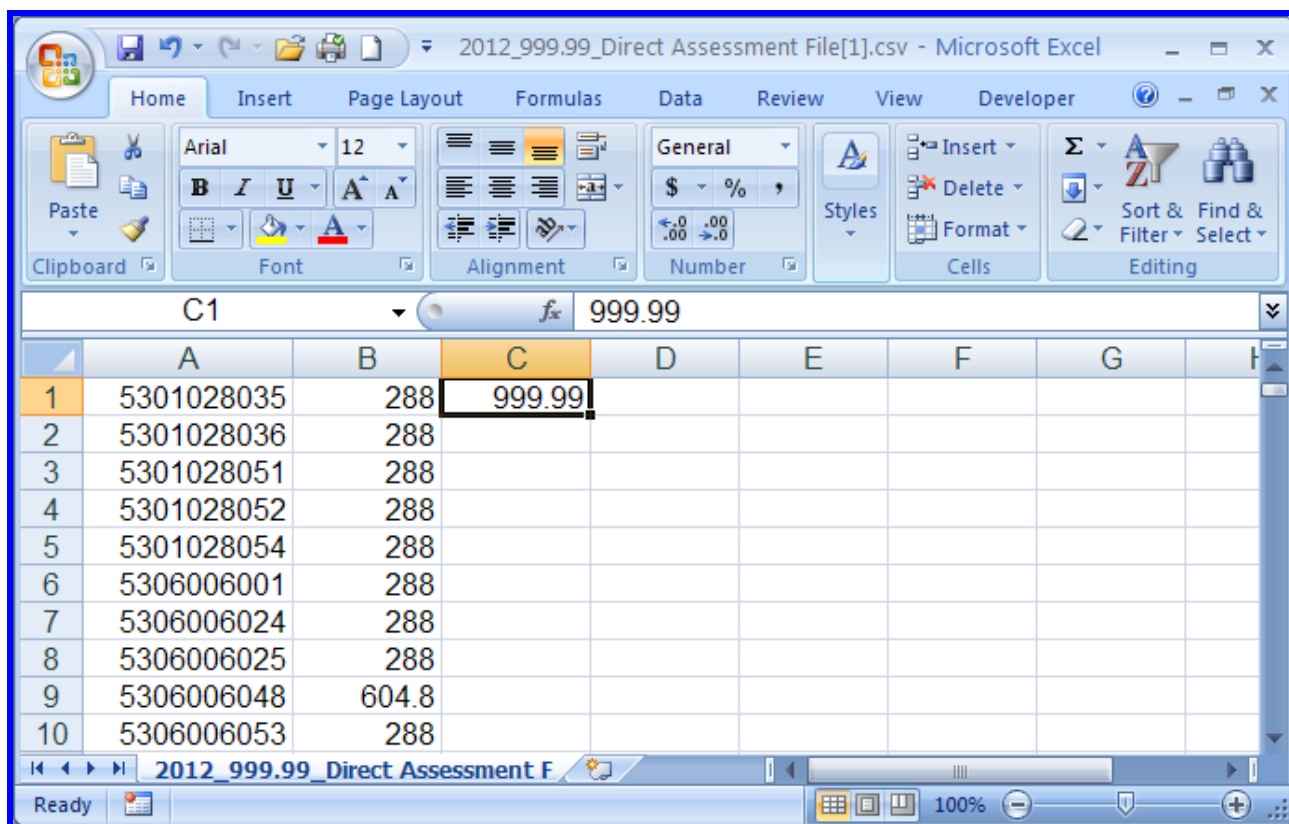 2012_999.99_Direct Assessment File[1].csv - Microsoft Excel
Home Insert Page Layout Formulas Data Review View Developer
Paste
Clipboard
Arial 12
B I U A A
A
Font
Alignment
General
$ % ,
.0 .00 .00 .0
Number
A
Styles
Insert
Delete
Format
Cells
Σ A Z
Sort & Filter
Find & Select
Editing
C1 fx 999.99
A B C D E F G H
1 5301028035 288 999.99
2 5301028036 288
3 5301028051 288
4 5301028052 288
5 5301028054 288
6 5306006001 288
7 5306006024 288
8 5306006025 288
9 5306006048 604.8
10 5306006053 288
2012_999.99_Direct Assessment F
Ready 100%